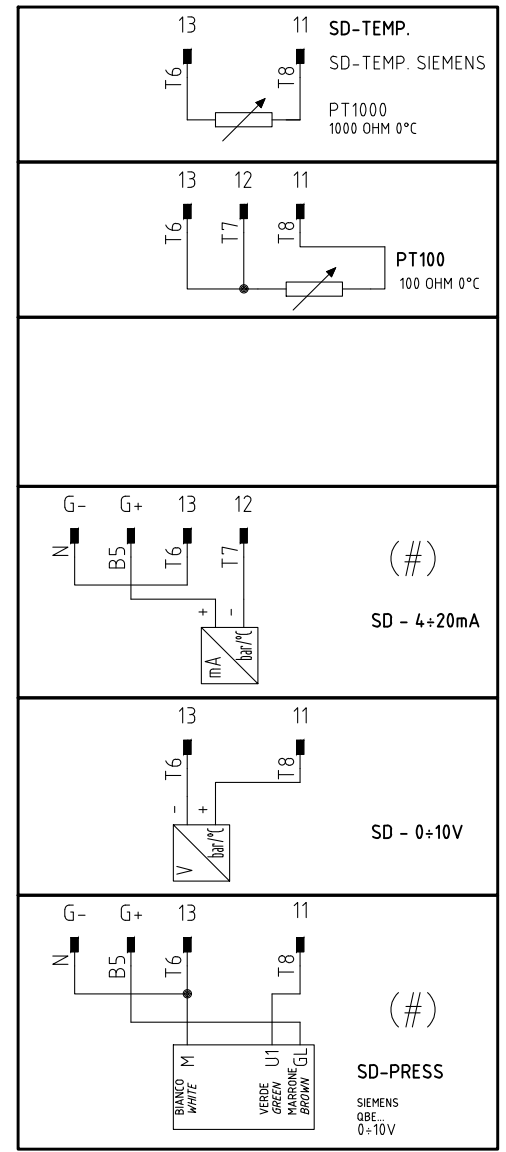 13 11 SD-TEMP.
SD-TEMP. SIEMENS
T6 T8
PT1000
1000 OHM 0°C
13 12 11
T6 T7 T8
PT100
100 OHM 0°C
G- G+ 13 12
N B5 T6 T7
(#)
+ -
SD - 4÷20mA
mA bar/°C
13 11
T6 T8
- +
SD - 0÷10V
V bar/°C
G- G+ 13 11
N B5 T6 T8
(#)
M U1 GL
BIANCO
WHITE
VERDE
GREEN
MARRONE
BROWN
SD-PRESS
SIEMENS
QBE...
0÷10V